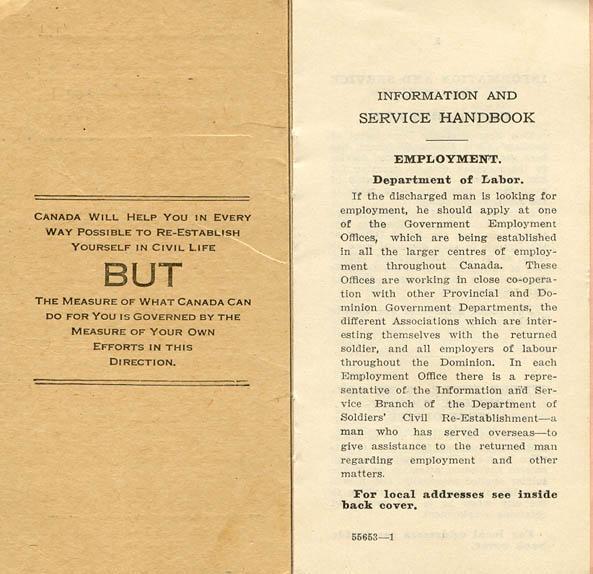 CANADA WILL HELP YOU IN EVERY
WAY POSSIBLE TO RE-ESTABLISH
YOURSELF IN CIVIL LIFE
BUT
THE MEASURE OF WHAT CANADA CAN
DO FOR YOU IS GOVERNED BY THE
MEASURE OF YOUR OWN
EFFORTS IN THIS
DIRECTION.
INFORMATION AND
SERVICE HANDBOOK
EMPLOYMENT.
Department of Labor.
If the discharged man is looking for
employment, he should apply at one
of the Government Employment
Offices, which are being established
in all the larger centres of employ-
ment throughout Canada. These
Offices are working in close co-opera-
tion with other Provincial and Do-
minion Government Departments, the
different Associations which are inter-
esting themselves with the returned
soldier, and all employers of labour
throughout the Dominion. In each
Employment Office there is a repre-
sentative of the Information and Ser-
vice Branch of the Department of
Soldiers' Civil Re-Establishment—a
man who has served overseas—to
give assistance to the returned man
regarding employment and other
matters.
For local addresses see inside
back cover.
55653—1